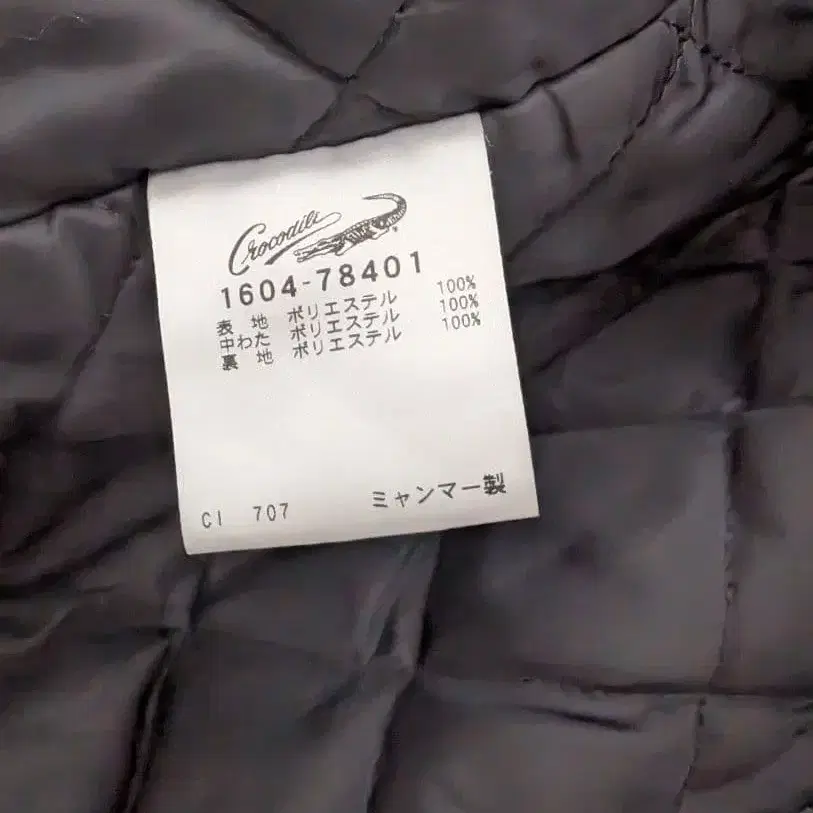 Crocodile
1604-78401
表 地 ポリエステル 100%
中わた ポリエステル 100%
裏 地 ポリエステル 100%
CI 707 ミャンマー製